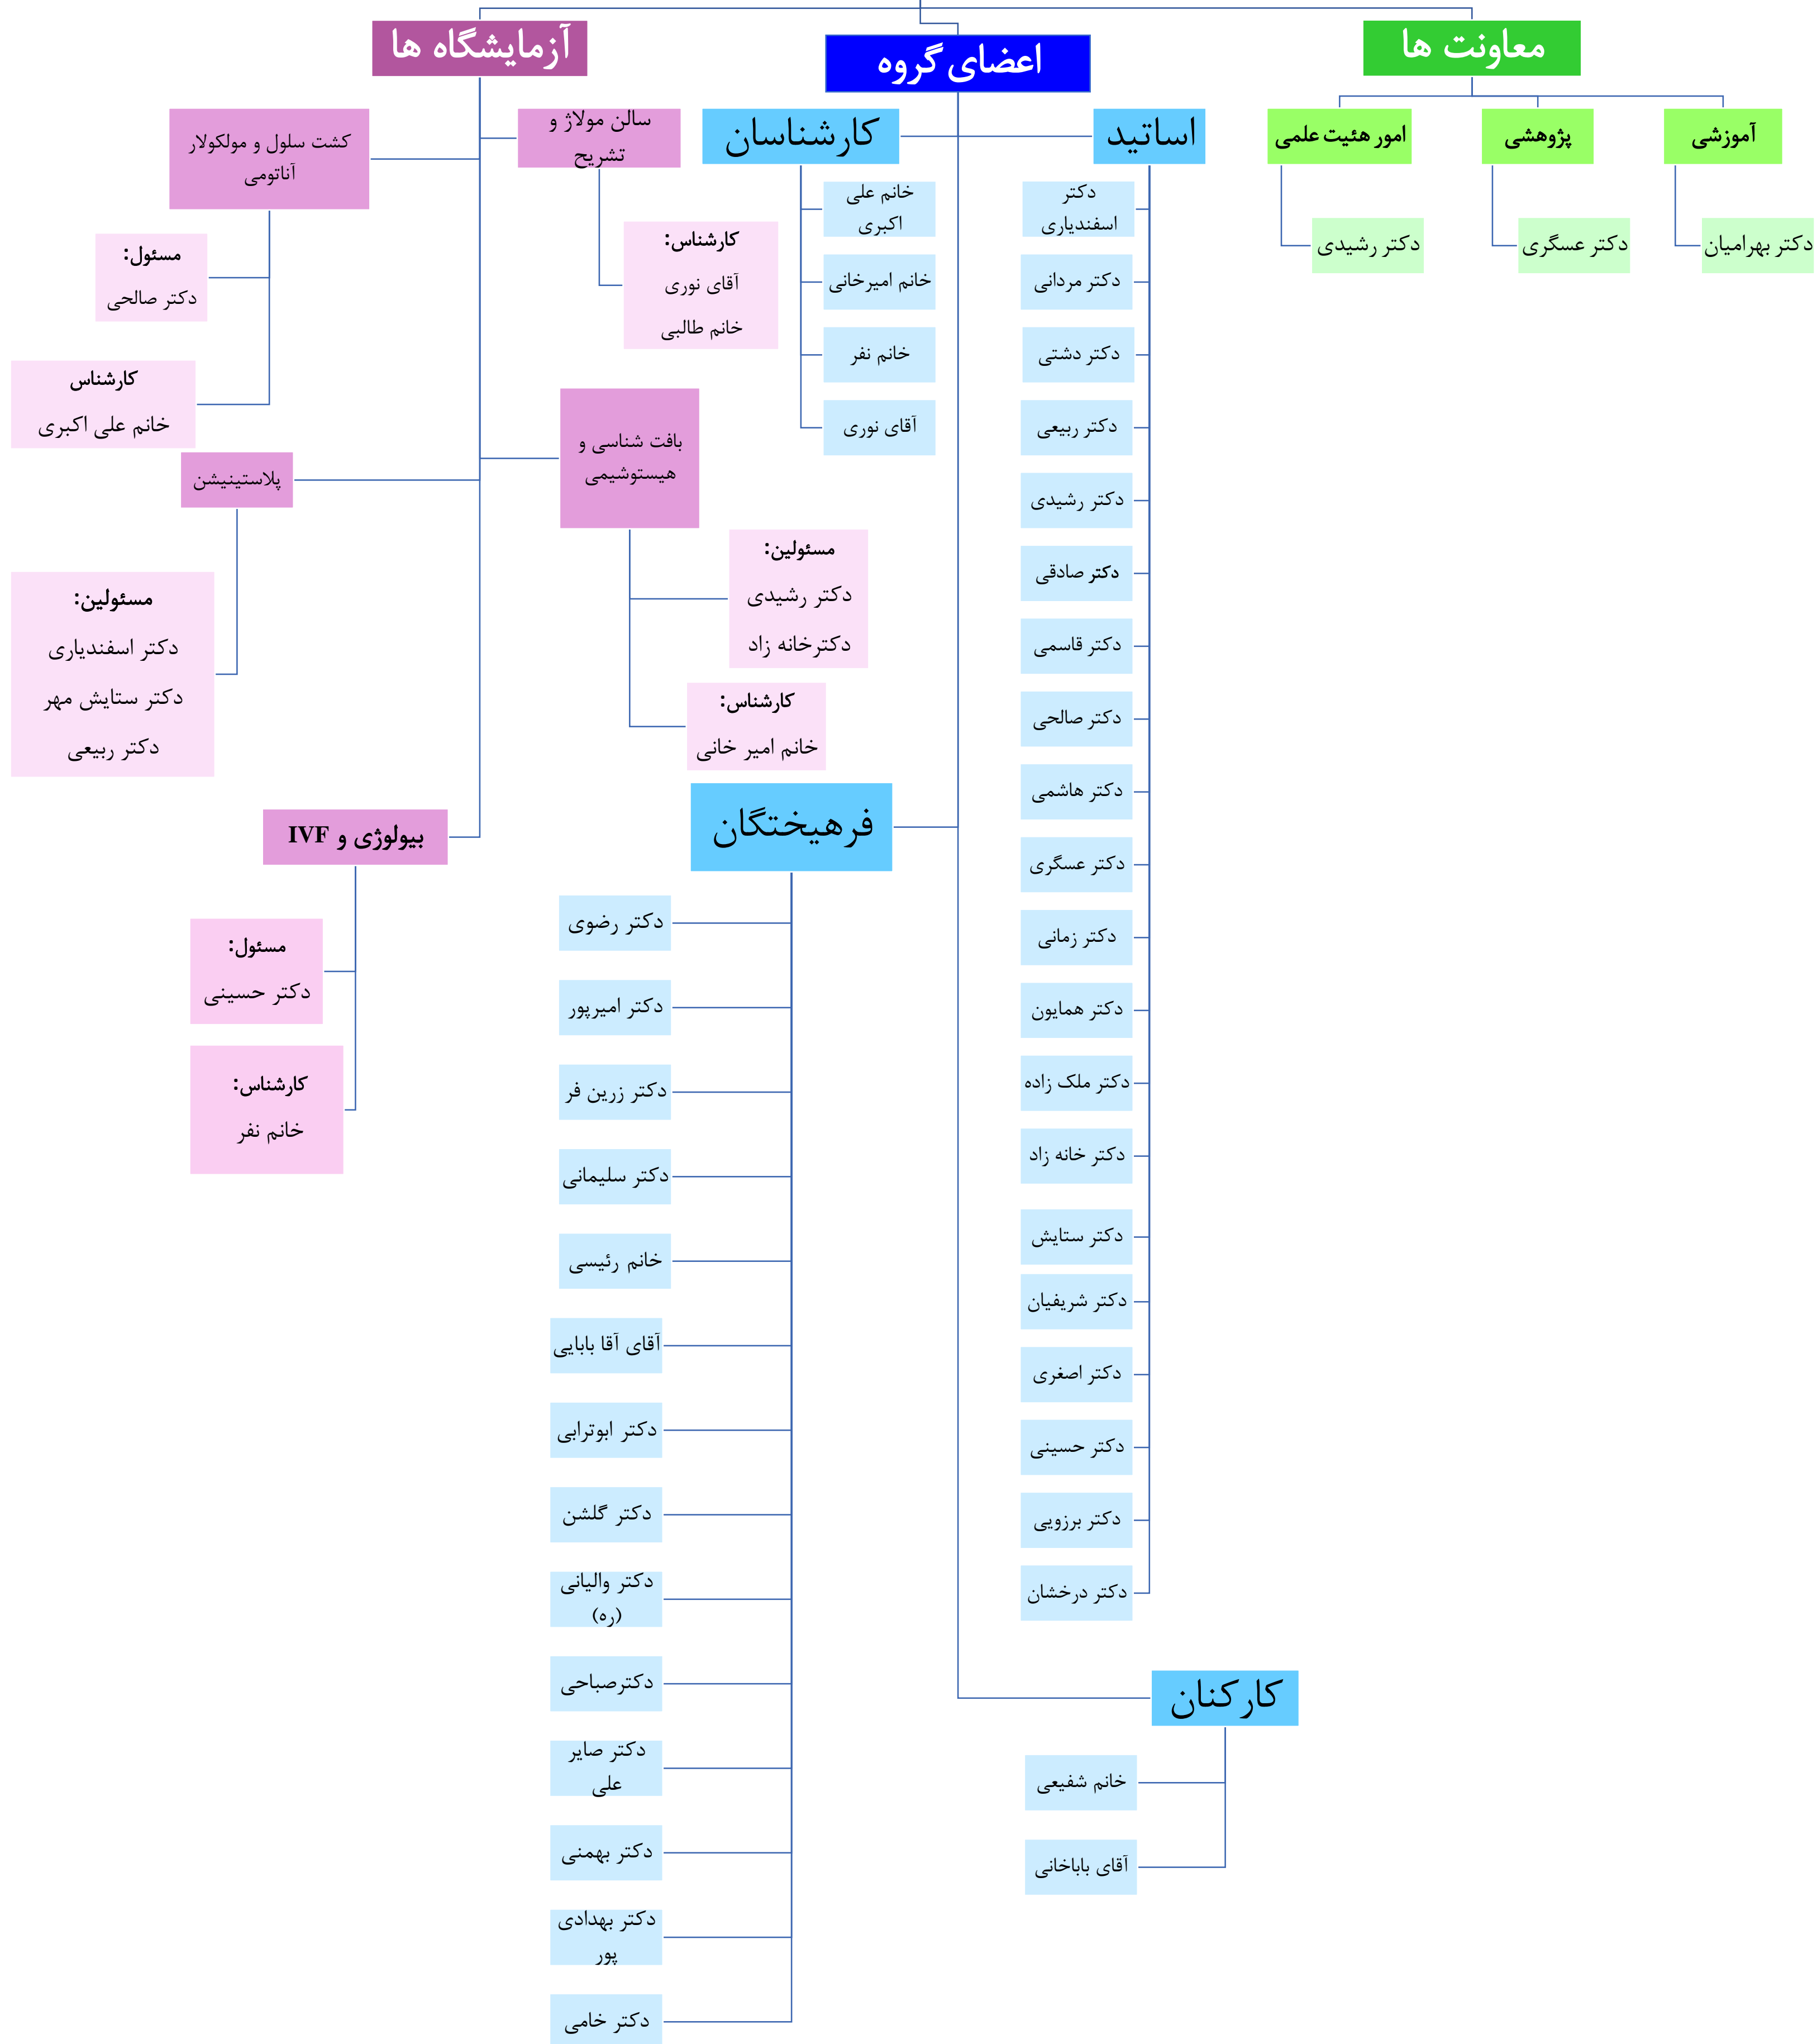 معاونت ها
آموزشی
دکتر بهرامیان
پژوهشی
دکتر عسگری
امور هئیت علمی
دکتر رشیدی
اعضای گروه
اساتید
دکتر
اسفندیاری
دکتر مردانی
دکتر دشتی
دکتر ربیعی
دکتر رشیدی
دکتر صادقی
دکتر قاسمی
دکتر صالحی
دکتر هاشمی
دکتر عسگری
دکتر زمانی
دکتر همایون
دکتر ملک زاده
دکتر خانه زاد
دکتر ستایش
دکتر شریفیان
دکتر اصغری
دکتر حسینی
دکتر برزویی
دکتر درخشان
کارشناسان
خانم علی
اکبری
خانم امیرخانی
خانم نفر
آقای نوری
فرهیختگان
دکتر رضوی
دکتر امیرپور
دکتر زرین فر
دکتر سلیمانی
خانم رئیسی
آقای آقا بابایی
دکتر ابوترابی
دکتر گلشن
دکتر والیانی
(ره)
دکترصباحی
دکتر صایر
علی
دکتر بهمنی
دکتر بهدادی
پور
دکتر خامی
کارکنان
خانم شفیعی
آقای باباخانی
آزمایشگاه ها
سالن مولاژ و
تشریح
کارشناس:
آقای نوری
خانم طالبی
کشت سلول و مولکولار
آناتومی
مسئول:
دکتر صالحی
کارشناس
خانم علی اکبری
بافت شناسی و
هیستوشیمی
مسئولین:
دکتر رشیدی
دکترخانه زاد
کارشناس:
خانم امیر خانی
پلاستینیشن
مسئولین:
دکتر اسفندیاری
دکتر ستایش مهر
دکتر ربیعی
بیولوژی و IVF
مسئول:
دکتر حسینی
کارشناس:
خانم نفر